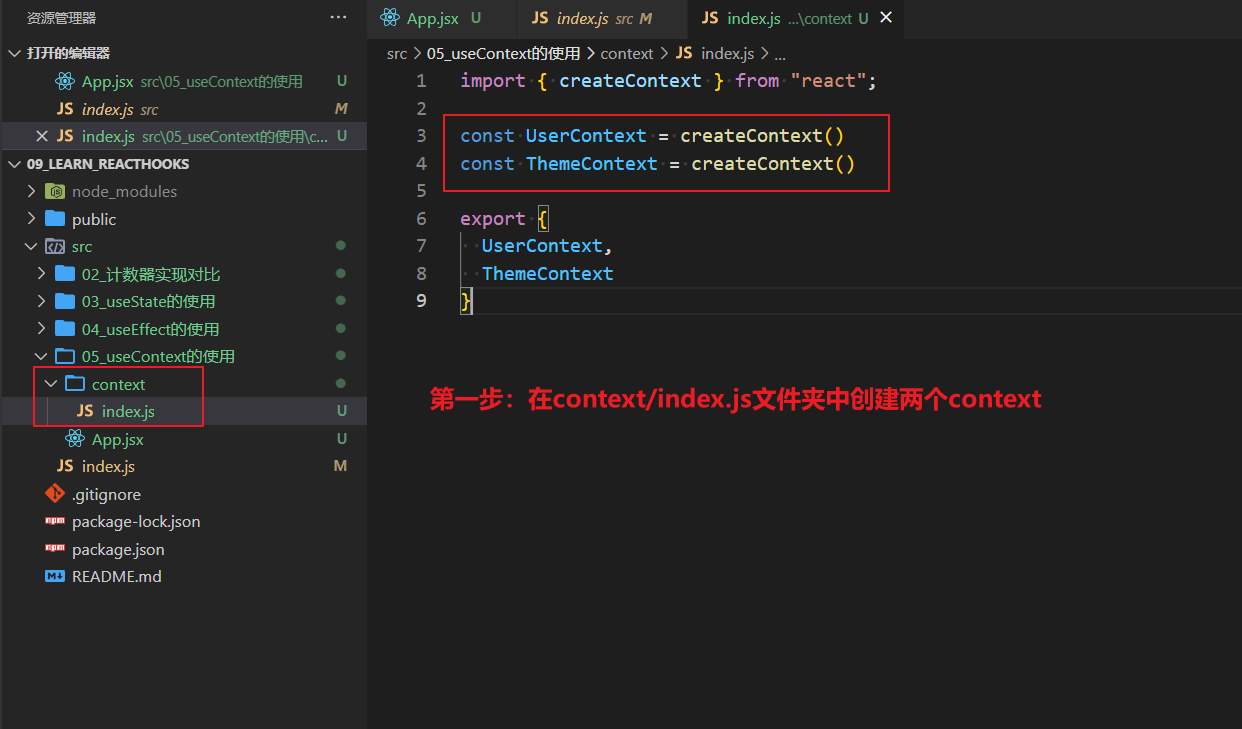 资源管理器 ···
打开的编辑器
App.jsx src\05_useContext的使用 U
JS index.js src M
JS index.js src\05_useContext的使用\c... U
09_LEARN_REACTHOOKS
node_modules
public
src
02_计数器实现对比
03_useState的使用
04_useEffect的使用
05_useContext的使用
context
JS index.js U
App.jsx U
JS index.js M
.gitignore
npm package-lock.json
npm package.json
README.md
App.jsx U JS index.js src M JS index.js ...\context U
src > 05_useContext的使用 > context > JS index.js > ...
1 import { createContext } from "react";
2
3 const UserContext = createContext()
4 const ThemeContext = createContext()
5
6 export {
7 UserContext,
8 ThemeContext
9 }
第一步：在context/index.js文件夹中创建两个context